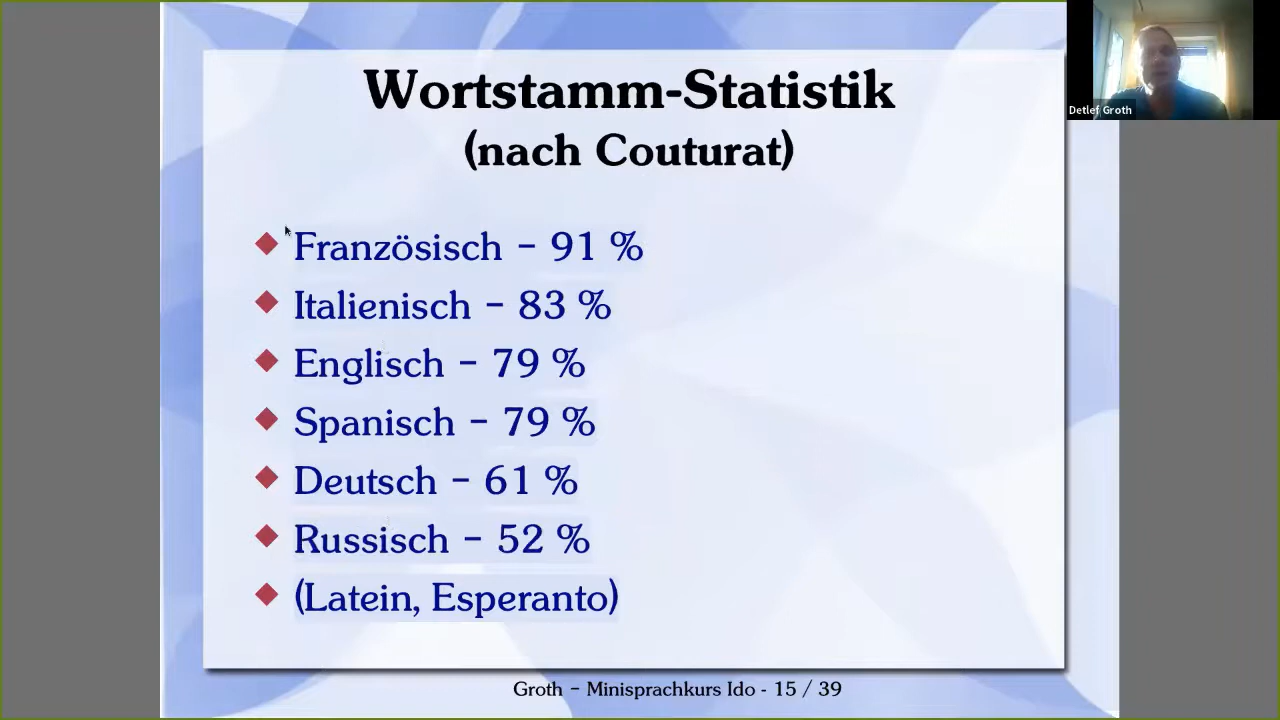 Wortstamm-Statistik
(nach Couturat)
Französisch – 91 %
Italienisch – 83 %
Englisch – 79 %
Spanisch – 79 %
Deutsch – 61 %
Russisch – 52 %
(Latein, Esperanto)
Groth – Minisprachkurs Ido - 15 / 39
Detlef Groth